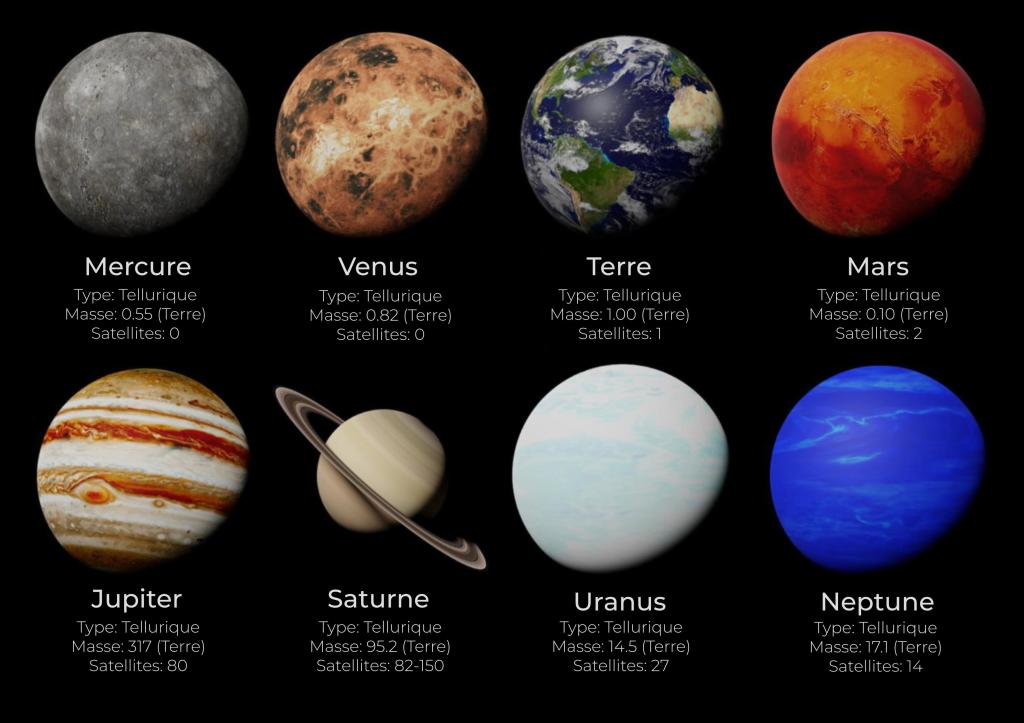 Mercure
Type: Tellurique
Masse: 0.55 (Terre)
Satellites: 0
Venus
Type: Tellurique
Masse: 0.82 (Terre)
Satellites: 0
Terre
Type: Tellurique
Masse: 1.00 (Terre)
Satellites: 1
Mars
Type: Tellurique
Masse: 0.10 (Terre)
Satellites: 2
Jupiter
Type: Tellurique
Masse: 317 (Terre)
Satellites: 80
Saturne
Type: Tellurique
Masse: 95.2 (Terre)
Satellites: 82-150
Uranus
Type: Tellurique
Masse: 14.5 (Terre)
Satellites: 27
Neptune
Type: Tellurique
Masse: 17.1 (Terre)
Satellites: 14